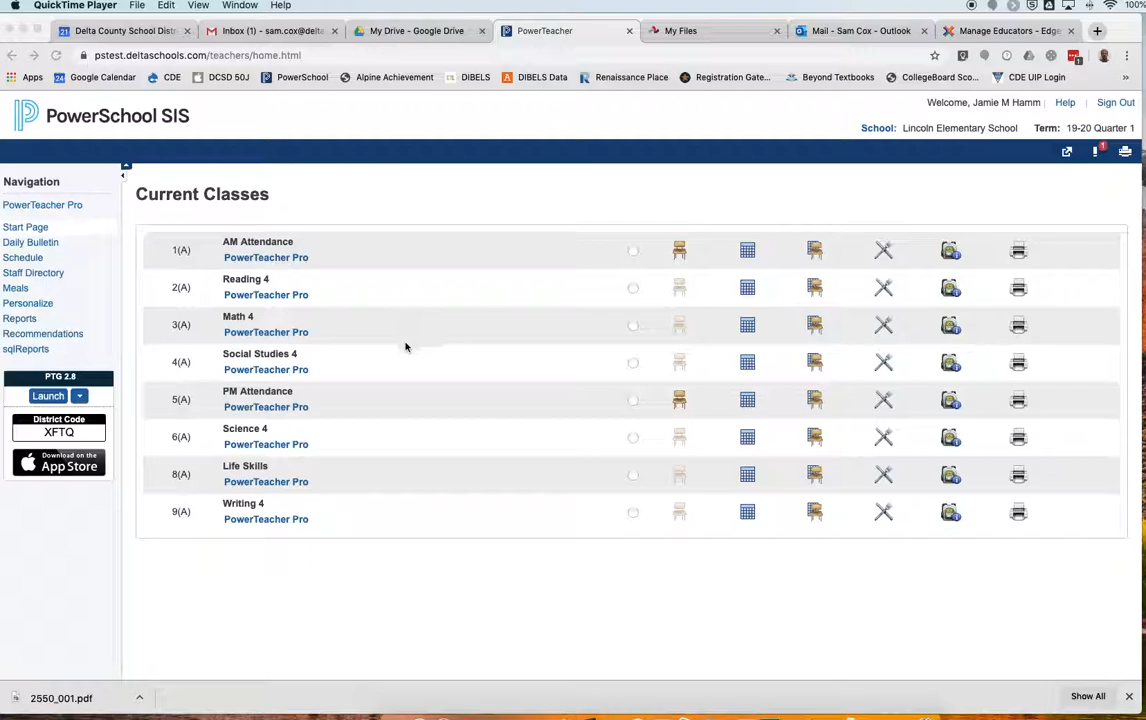 QuickTime Player File Edit View Window Help 100%
Delta County School Distr Inbox (1) - sam.cox@delta My Drive - Google Drive PowerTeacher My Files Mail - Sam Cox - Outlook Manage Educators - Edge
pstest.deltaschools.com/teachers/home.html
Apps Google Calendar CDE DCSD 50J PowerSchool Alpine Achievement DIBELS DIBELS Data Renaissance Place Registration Gatew... Beyond Textbooks CollegeBoard Sco... CDE UIP Login
PowerSchool SIS
Welcome, Jamie M Hamm Help Sign Out
School: Lincoln Elementary School Term: 19-20 Quarter 1
1
Navigation
PowerTeacher Pro
Start Page
Daily Bulletin
Schedule
Staff Directory
Meals
Personalize
Reports
Recommendations
sqlReports
PTG 2.8
Launch
District Code
XFTQ
Download on the
App Store
Current Classes
1(A) AM Attendance
PowerTeacher Pro
2(A) Reading 4
PowerTeacher Pro
3(A) Math 4
PowerTeacher Pro
4(A) Social Studies 4
PowerTeacher Pro
5(A) PM Attendance
PowerTeacher Pro
6(A) Science 4
PowerTeacher Pro
8(A) Life Skills
PowerTeacher Pro
9(A) Writing 4
PowerTeacher Pro
2550_001.pdf Show All